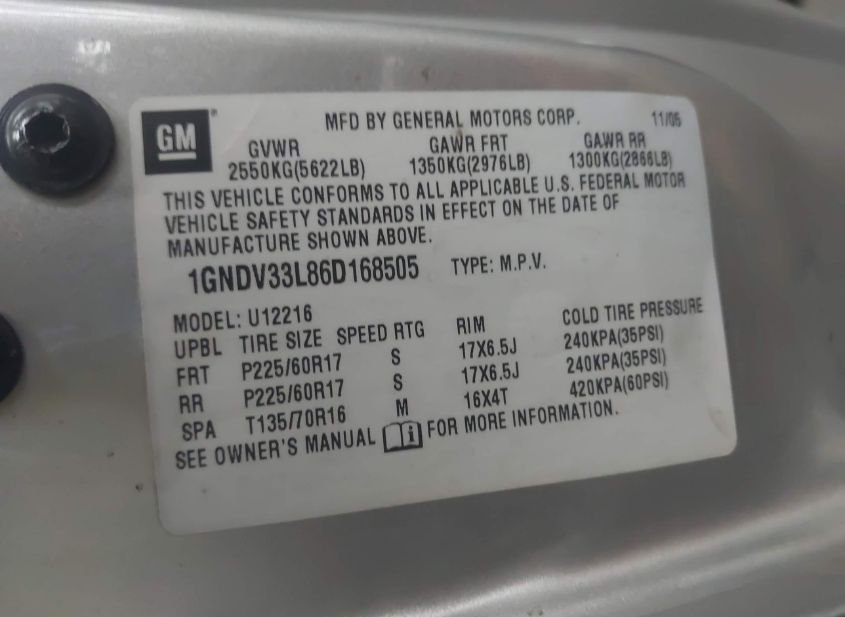 GM
MFD BY GENERAL MOTORS CORP. 11/05
GVWR GAWR FRT GAWR RR
2550KG(5622LB) 1350KG(2976LB) 1300KG(2866LB)
THIS VEHICLE CONFORMS TO ALL APPLICABLE U.S. FEDERAL MOTOR
VEHICLE SAFETY STANDARDS IN EFFECT ON THE DATE OF
MANUFACTURE SHOWN ABOVE.
1GNDV33L86D168505 TYPE: M.P.V.
MODEL: U12216
UPBL TIRE SIZE SPEED RTG RIM COLD TIRE PRESSURE
FRT P225/60R17 S 17X6.5J 240KPA(35PSI)
RR P225/60R17 S 17X6.5J 240KPA(35PSI)
SPA T135/70R16 M 16X4T 420KPA(60PSI)
SEE OWNER'S MANUAL i FOR MORE INFORMATION.